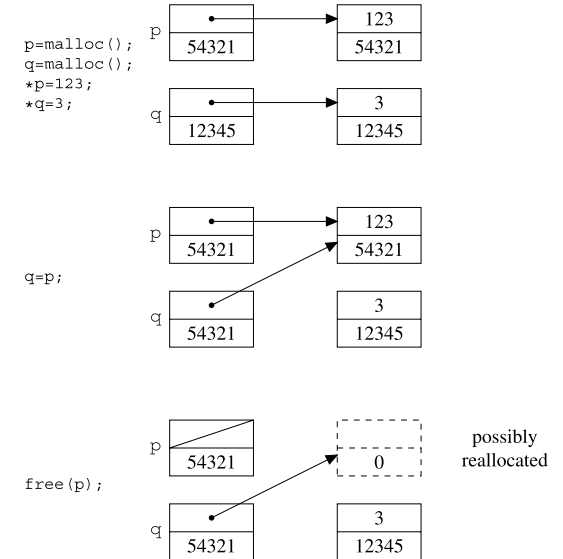 p=malloc();
q=malloc();
*p=123;
*q=3;
p
54321
123
54321
q
12345
3
12345
q=p;
p
54321
123
54321
q
54321
3
12345
free(p);
p
54321
0
possibly
reallocated
q
54321
3
12345